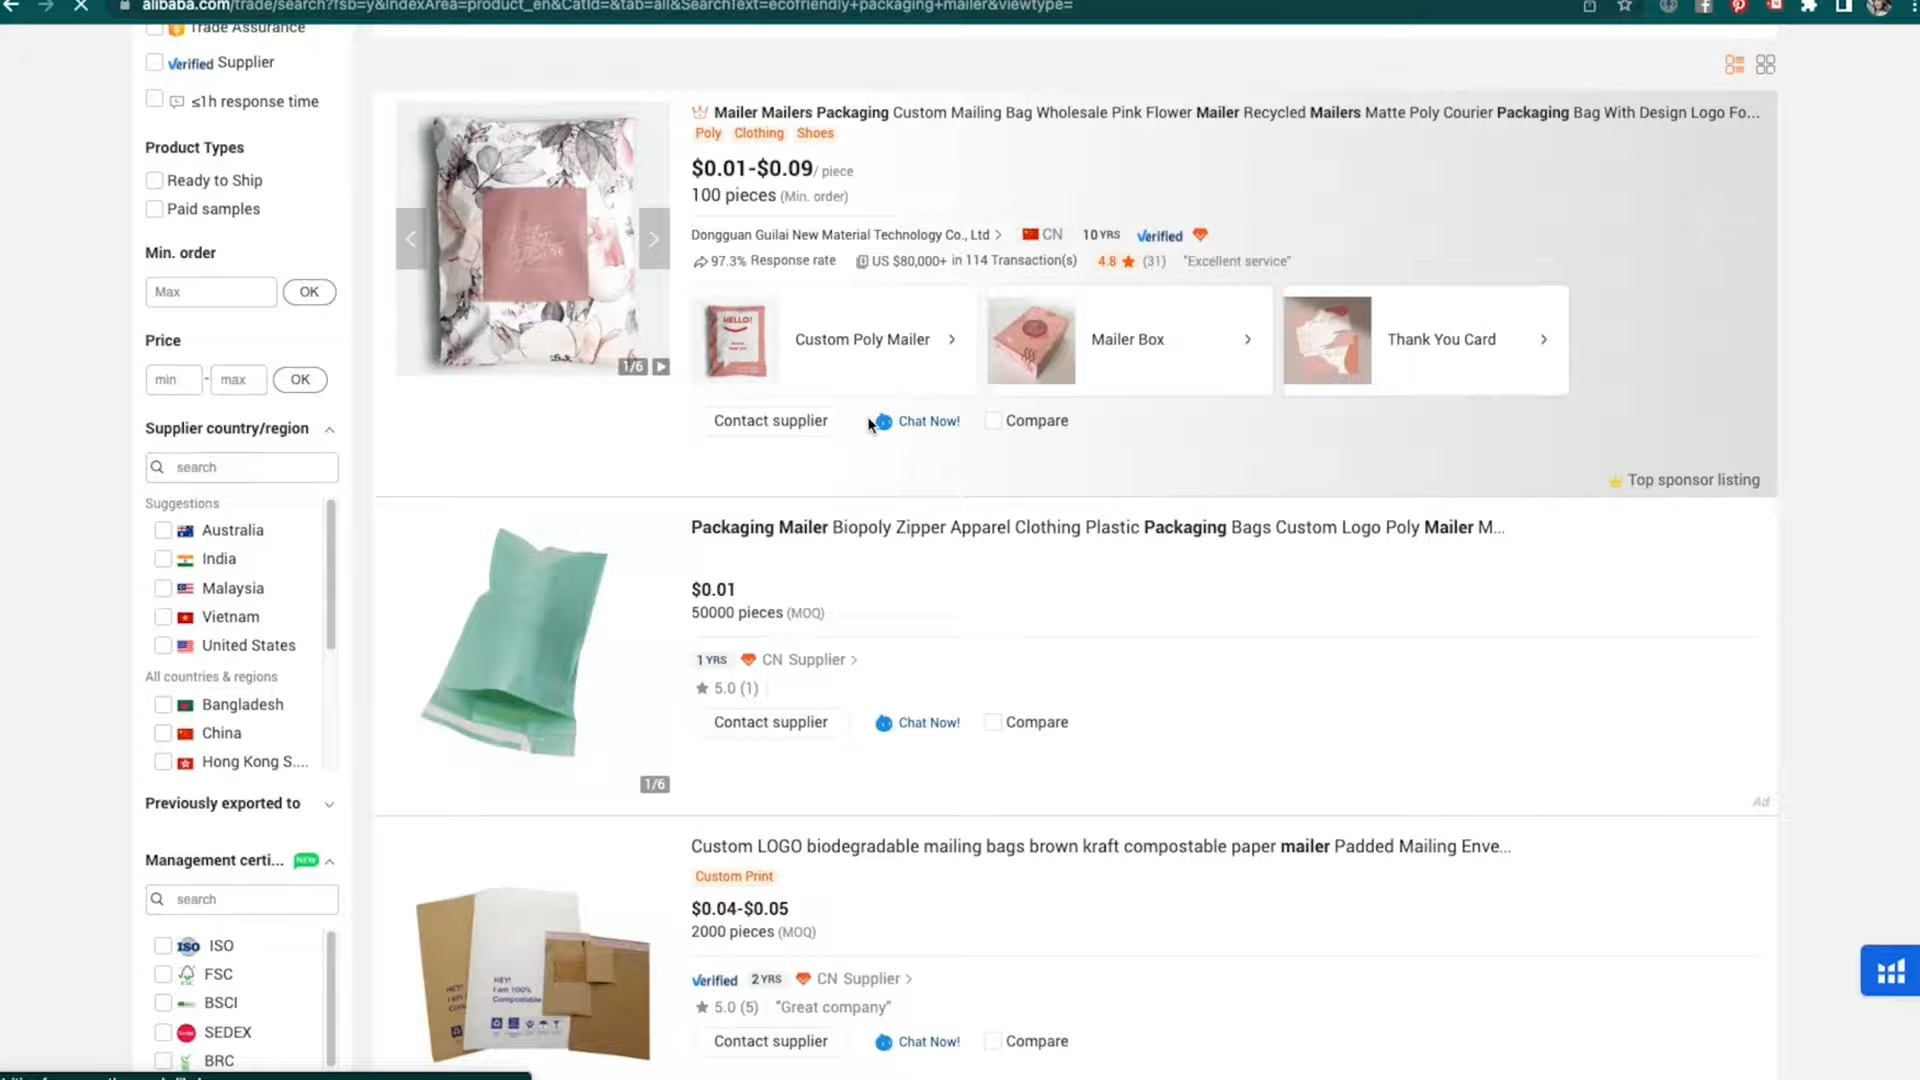 alibaba.com/trade/search?fsb=y&IndexArea=product_en&CatId=&tab=all&SearchText=ecofriendly+packaging+mailer&viewtype=
Trade Assurance
Verified Supplier
≤1h response time
Product Types
Ready to Ship
Paid samples
Min. order
Max OK
Price
min - max OK
Supplier country/region
search
Suggestions
Australia
India
Malaysia
Vietnam
United States
All countries & regions
Bangladesh
China
Hong Kong S....
Previously exported to
Management certi... NEW
search
ISO ISO
FSC
BSCI
SEDEX
BRC
Mailer Mailers Packaging Custom Mailing Bag Wholesale Pink Flower Mailer Recycled Mailers Matte Poly Courier Packaging Bag With Design Logo Fo...
Poly Clothing Shoes
$0.01-$0.09 / piece
100 pieces (Min. order)
Dongguan Guilai New Material Technology Co., Ltd > CN 10 YRS Verified
97.3% Response rate US $80,000+ in 114 Transaction(s) 4.8 (31) "Excellent service"
1/6
HELLO!
Custom Poly Mailer >
Mailer Box >
Thank You Card >
Contact supplier Chat Now! Compare
Top sponsor listing
Packaging Mailer Biopoly Zipper Apparel Clothing Plastic Packaging Bags Custom Logo Poly Mailer M...
$0.01
50000 pieces (MOQ)
1 YRS CN Supplier >
5.0 (1)
Contact supplier Chat Now! Compare
1/6
Ad
Custom LOGO biodegradable mailing bags brown kraft compostable paper mailer Padded Mailing Enve...
Custom Print
$0.04-$0.05
2000 pieces (MOQ)
Verified 2 YRS CN Supplier >
5.0 (5) "Great company"
Contact supplier Chat Now! Compare
HEY!
I am 100%
Compostable
HEY!